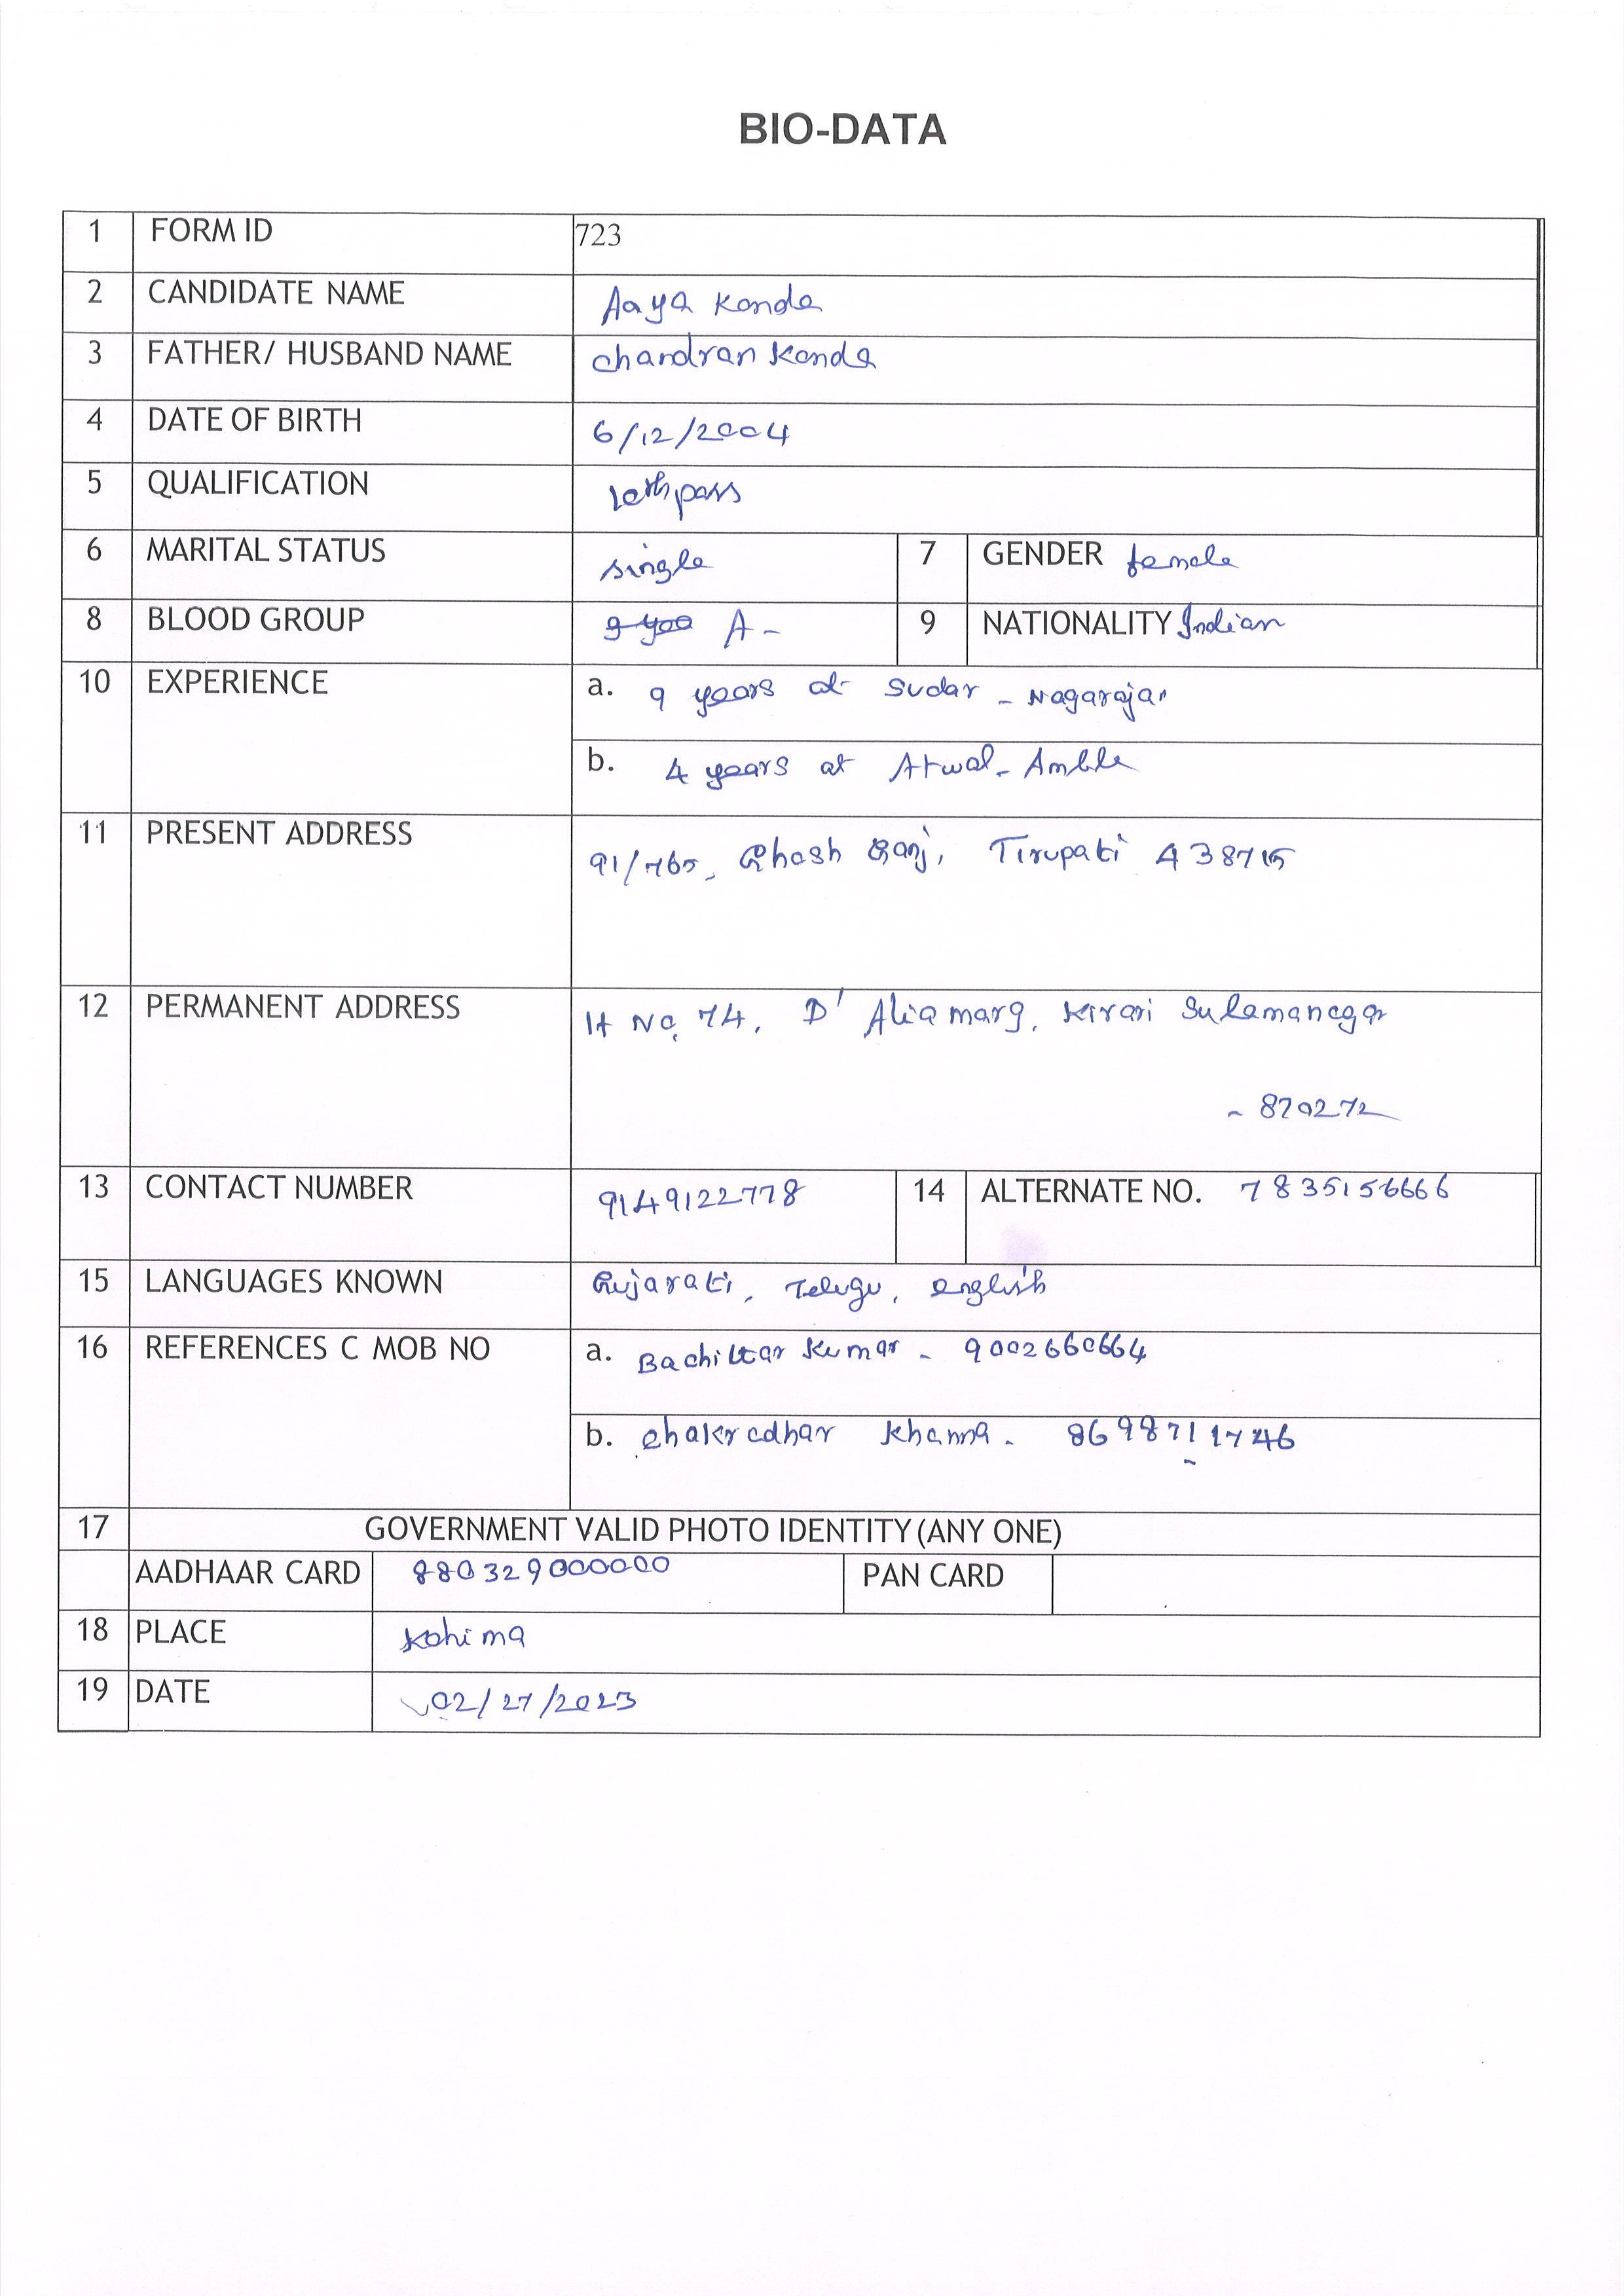 BIO-DATA
1 FORM ID 723
2 CANDIDATE NAME Aaya Konda
3 FATHER/ HUSBAND NAME chandran Konda
4 DATE OF BIRTH 6/12/2004
5 QUALIFICATION 10th pass
6 MARITAL STATUS single 7 GENDER female
8 BLOOD GROUP A- 9 NATIONALITY Indian
10 EXPERIENCE a. 9 years at Sudar - Nagarajan
b. 4 years at Atwal - Amble
11 PRESENT ADDRESS 91/765, Ghosh Ganj, Tirupati 438715
12 PERMANENT ADDRESS H No. 74, D' Alia marg, Kirari Sulamanagar
- 870272
13 CONTACT NUMBER 9149122778 14 ALTERNATE NO. 7835156666
15 LANGUAGES KNOWN Gujarati, Telugu, English
16 REFERENCES C MOB NO a. Bachittar Kumar - 9002660664
b. chakradhar Khanna - 8698711746
17 GOVERNMENT VALID PHOTO IDENTITY (ANY ONE)
AADHAAR CARD 880329000000 PAN CARD
18 PLACE Kohima
19 DATE 02/27/2023